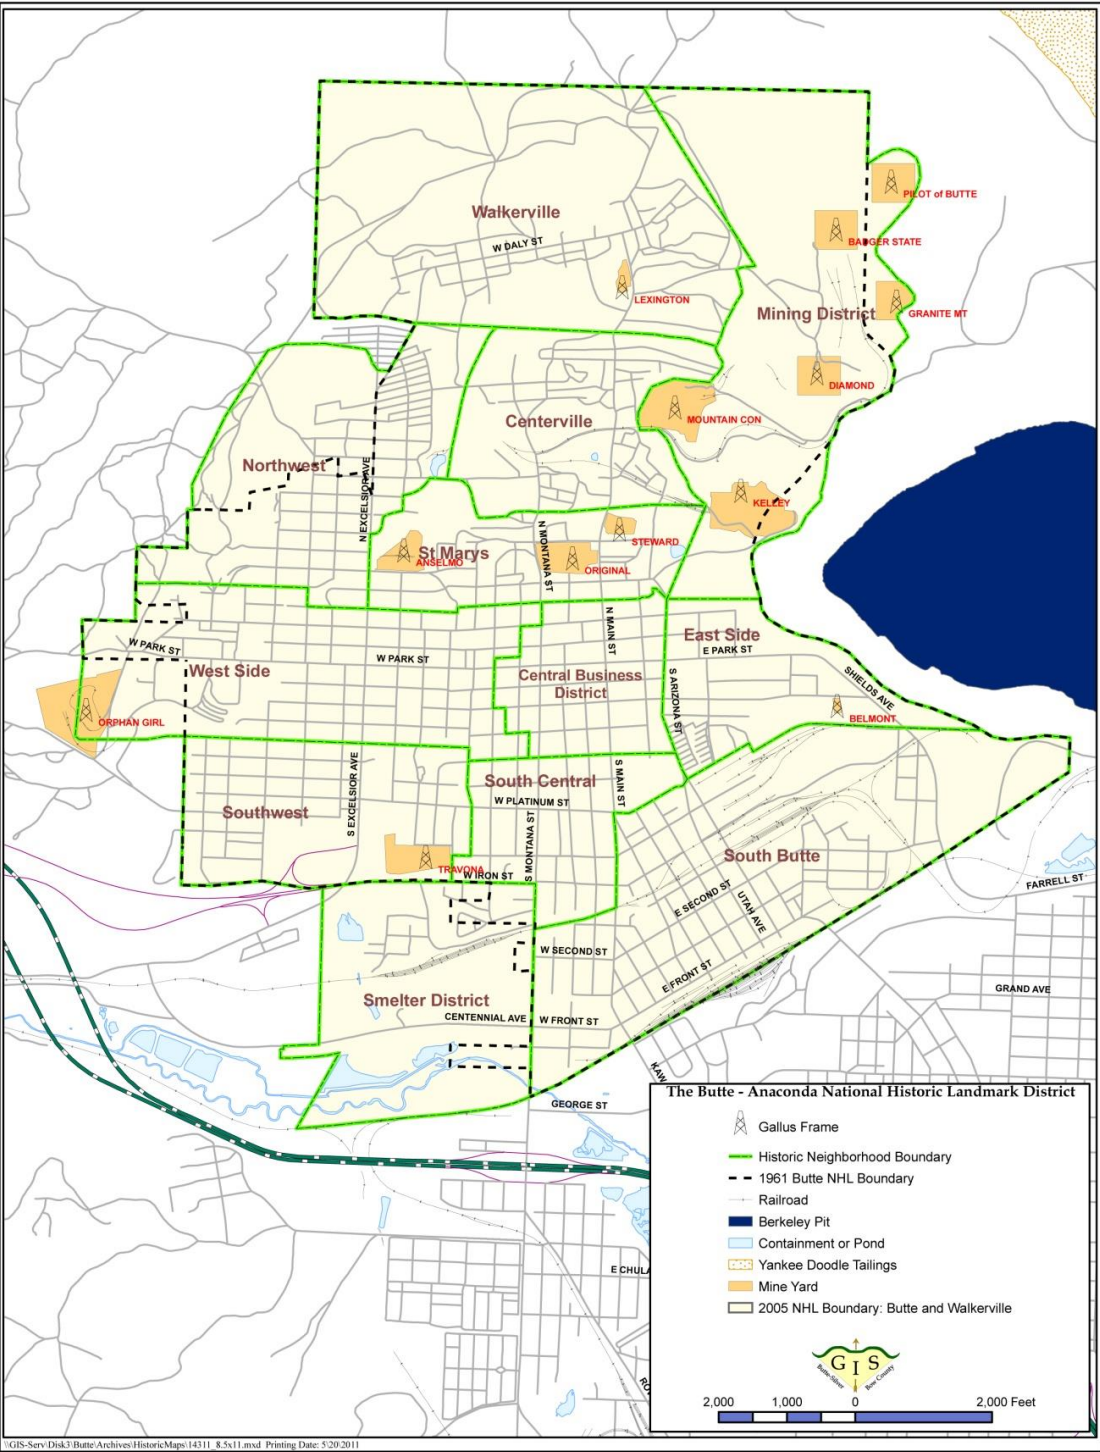 PILOT of BUTTE
Walkerville
W DALY ST
BADGER STATE
LEXINGTON
Mining District
GRANITE MT
DIAMOND
MOUNTAIN CON
Centerville
Northwest
N EXCELSIOR AVE
KELLEY
STEWARD
St Marys
ANSELMO
N MONTANA ST
ORIGINAL
N MAIN ST
East Side
E PARK ST
W PARK ST
W PARK ST
West Side
Central Business
District
S ARIZONA ST
SHIELDS AVE
BELMONT
ORPHAN GIRL
S EXCELSIOR AVE
South Central
S MAIN ST
W PLATINUM ST
Southwest
S MONTANA ST
South Butte
TRAVONA
W IRON ST
FARRELL ST
E SECOND ST
UTAH AVE
W SECOND ST
E FRONT ST
GRAND AVE
Smelter District
CENTENNIAL AVE
W FRONT ST
KAW
GEORGE ST
E CHULA
RO
The Butte - Anaconda National Historic Landmark District
Gallus Frame
Historic Neighborhood Boundary
1961 Butte NHL Boundary
Railroad
Berkeley Pit
Containment or Pond
Yankee Doodle Tailings
Mine Yard
2005 NHL Boundary: Butte and Walkerville
G I S
Butte-Silver Bow County
2,000 1,000 0 2,000 Feet
\\GIS-Serv\Disk3\Butte\Archives\HistoricMaps\14311_8.5x11.mxd Printing Date: 5\20\2011